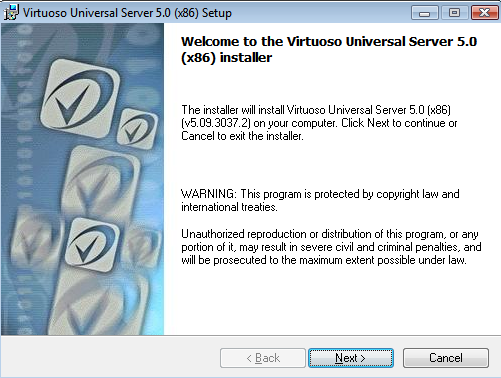 Virtuoso Universal Server 5.0 (x86) Setup
Welcome to the Virtuoso Universal Server 5.0
(x86) installer
The installer will install Virtuoso Universal Server 5.0 (x86)
(v5.09.3037.2) on your computer. Click Next to continue or
Cancel to exit the installer.
WARNING: This program is protected by copyright law and
international treaties.
Unauthorized reproduction or distribution of this program, or any
portion of it, may result in severe civil and criminal penalties, and
will be prosecuted to the maximum extent possible under law.
< Back
Next >
Cancel